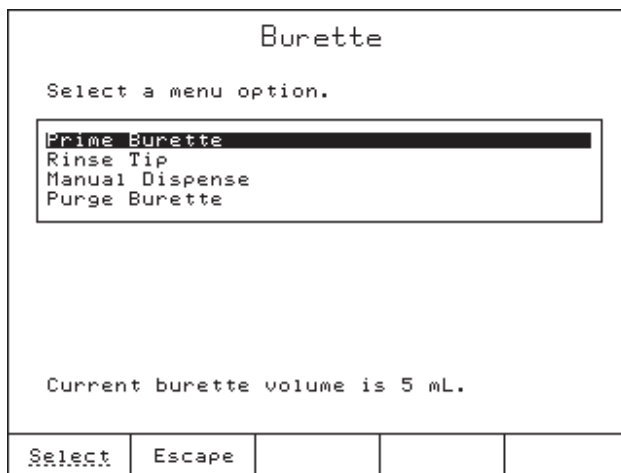 Burette
Select a menu option.
Prime Burette
Rinse Tip
Manual Dispense
Purge Burette
Current burette volume is 5 mL.
Select Escape